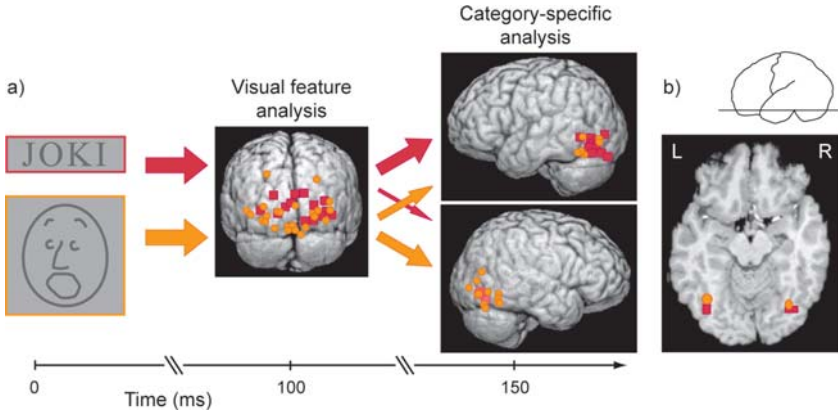 a)
JOKI
Visual feature
analysis
Category-specific
analysis
b)
L
R
0
100
150
Time (ms)